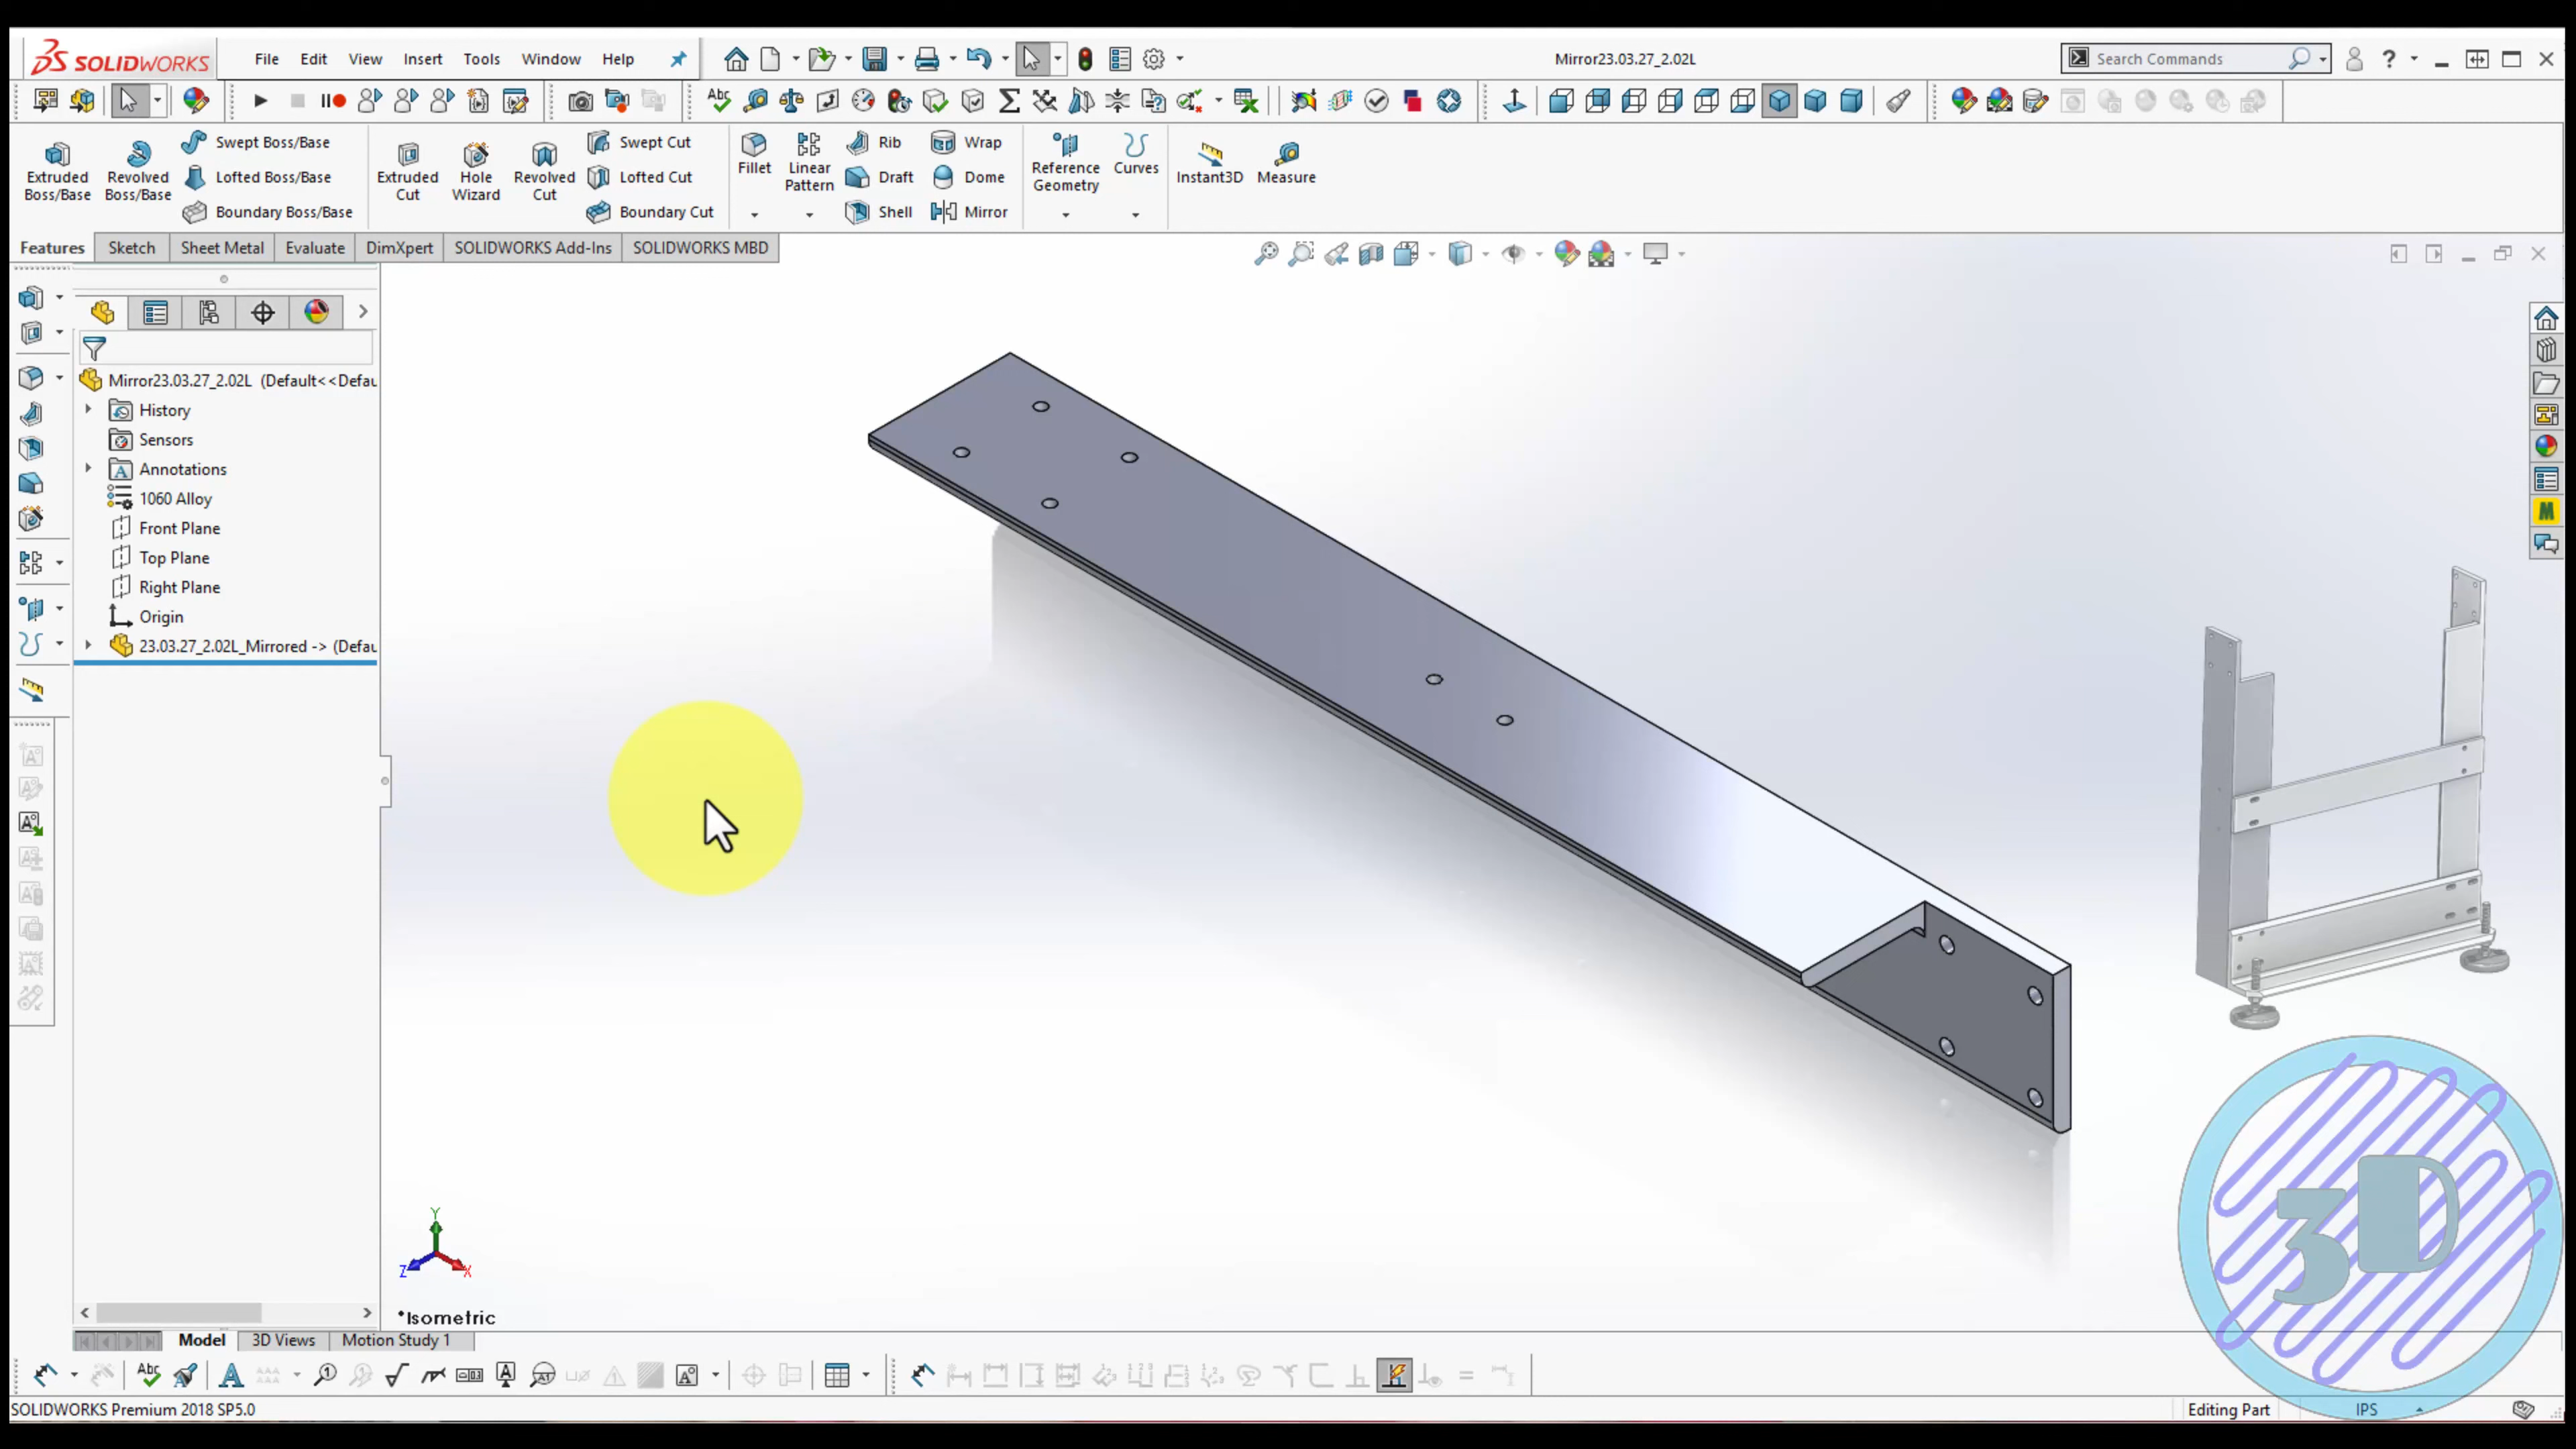 SOLIDWORKS File Edit View Insert Tools Window Help Mirror23.03.27_2.02L Search Commands
Swept Boss/Base Swept Cut Rib Wrap
Extruded Boss/Base Revolved Boss/Base Lofted Boss/Base Extruded Cut Hole Wizard Revolved Cut Lofted Cut Fillet Linear Pattern Draft Dome Reference Geometry Curves Instant3D Measure
Boundary Boss/Base Boundary Cut Shell Mirror
Features Sketch Sheet Metal Evaluate DimXpert SOLIDWORKS Add-Ins SOLIDWORKS MBD
Mirror23.03.27_2.02L (Default<<Defau
History
Sensors
Annotations
1060 Alloy
Front Plane
Top Plane
Right Plane
Origin
23.03.27_2.02L_Mirrored -> (Defau
M
3D
Y
Z X
*Isometric
Model 3D Views Motion Study 1
SOLIDWORKS Premium 2018 SP5.0 Editing Part IPS